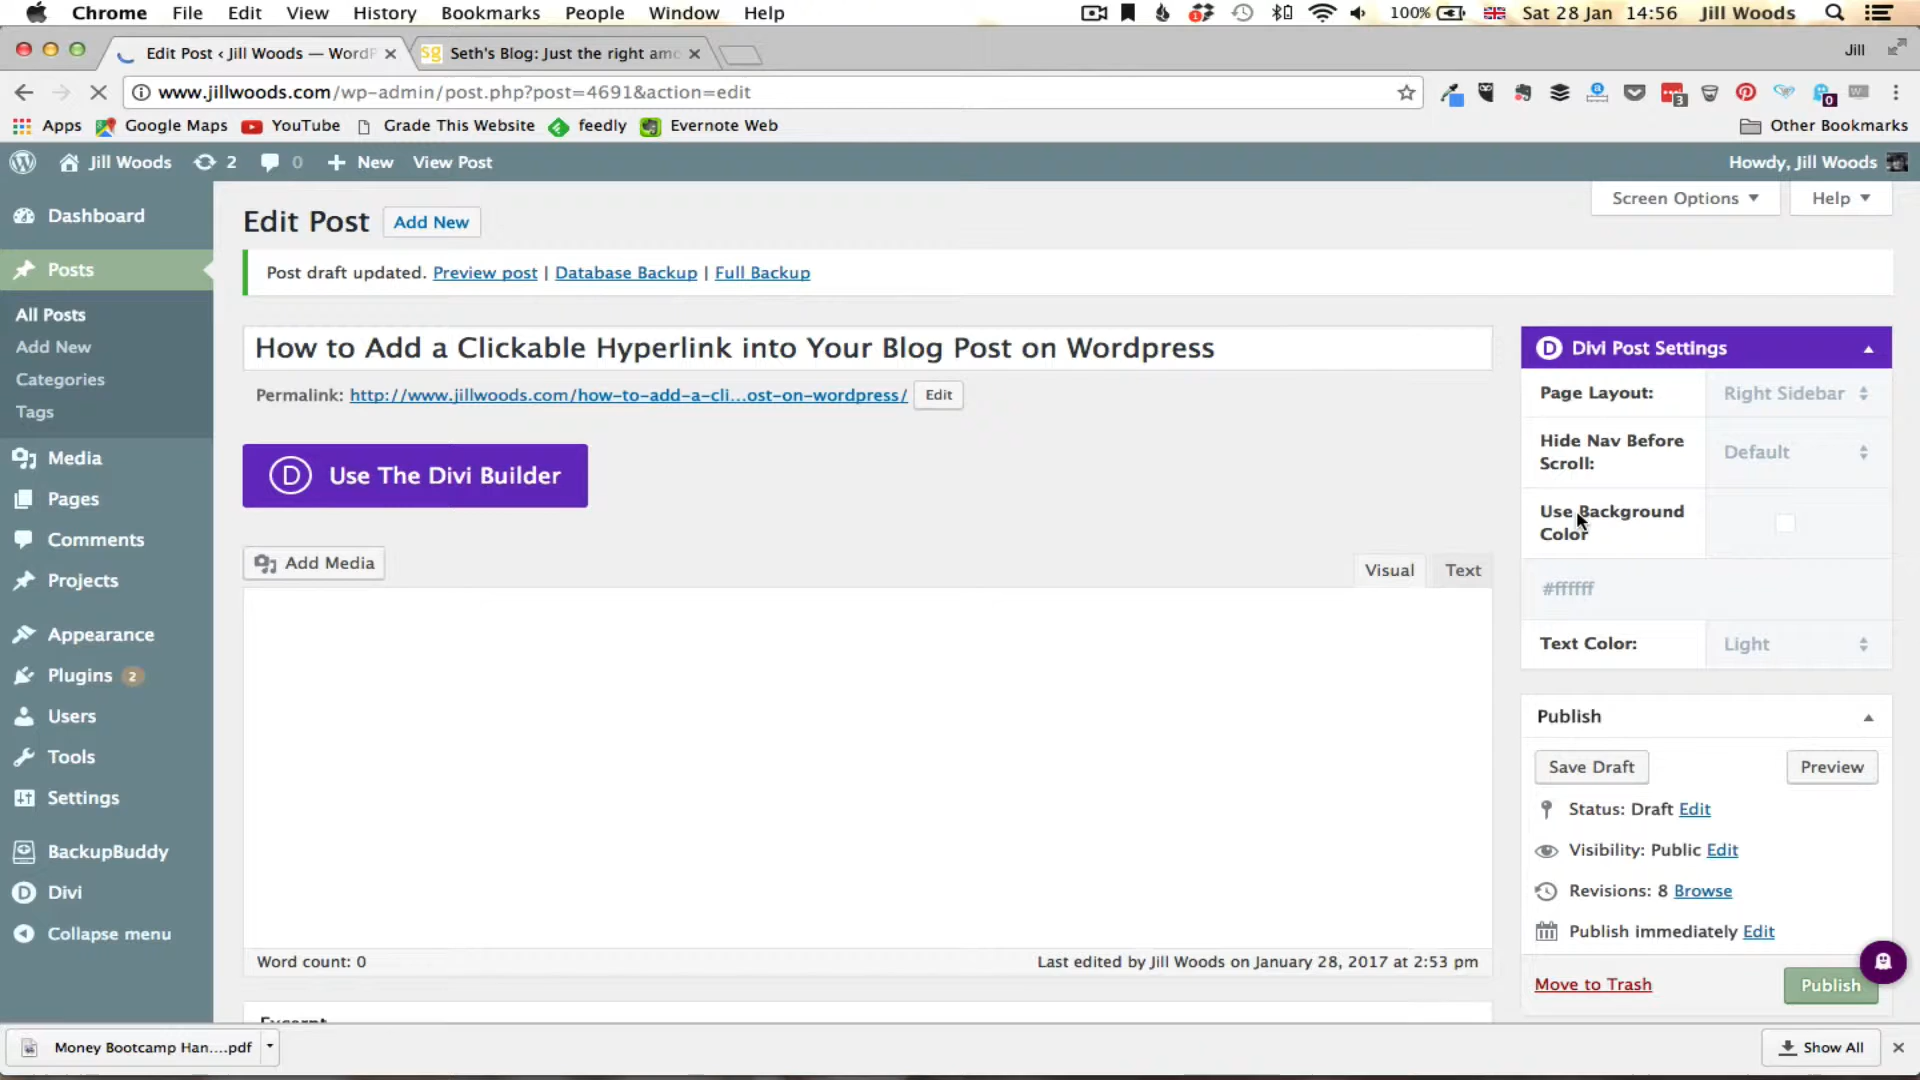 Chrome File Edit View History Bookmarks People Window Help 100% Sat 28 Jan 14:56 Jill Woods
Edit Post ‹ Jill Woods — WordP Seth's Blog: Just the right amo Jill
www.jillwoods.com/wp-admin/post.php?post=4691&action=edit
Apps Google Maps YouTube Grade This Website feedly Evernote Web Other Bookmarks
Jill Woods 2 0 + New View Post Howdy, Jill Woods
Screen Options Help
Dashboard
Posts
All Posts
Add New
Categories
Tags
Media
Pages
Comments
Projects
Appearance
Plugins 2
Users
Tools
Settings
BackupBuddy
Divi
Collapse menu
Edit Post Add New
Post draft updated. Preview post | Database Backup | Full Backup
How to Add a Clickable Hyperlink into Your Blog Post on Wordpress
Permalink: http://www.jillwoods.com/how-to-add-a-cli...ost-on-wordpress/ Edit
D Use The Divi Builder
Add Media
Visual Text
Word count: 0
Last edited by Jill Woods on January 28, 2017 at 2:53 pm
Excerpt
D Divi Post Settings
Page Layout: Right Sidebar
Hide Nav Before
Scroll:
Default
Use Background
Color
#ffffff
Text Color: Light
Publish
Save Draft Preview
Status: Draft Edit
Visibility: Public Edit
Revisions: 8 Browse
Publish immediately Edit
Move to Trash Publish
Money Bootcamp Han....pdf
Show All